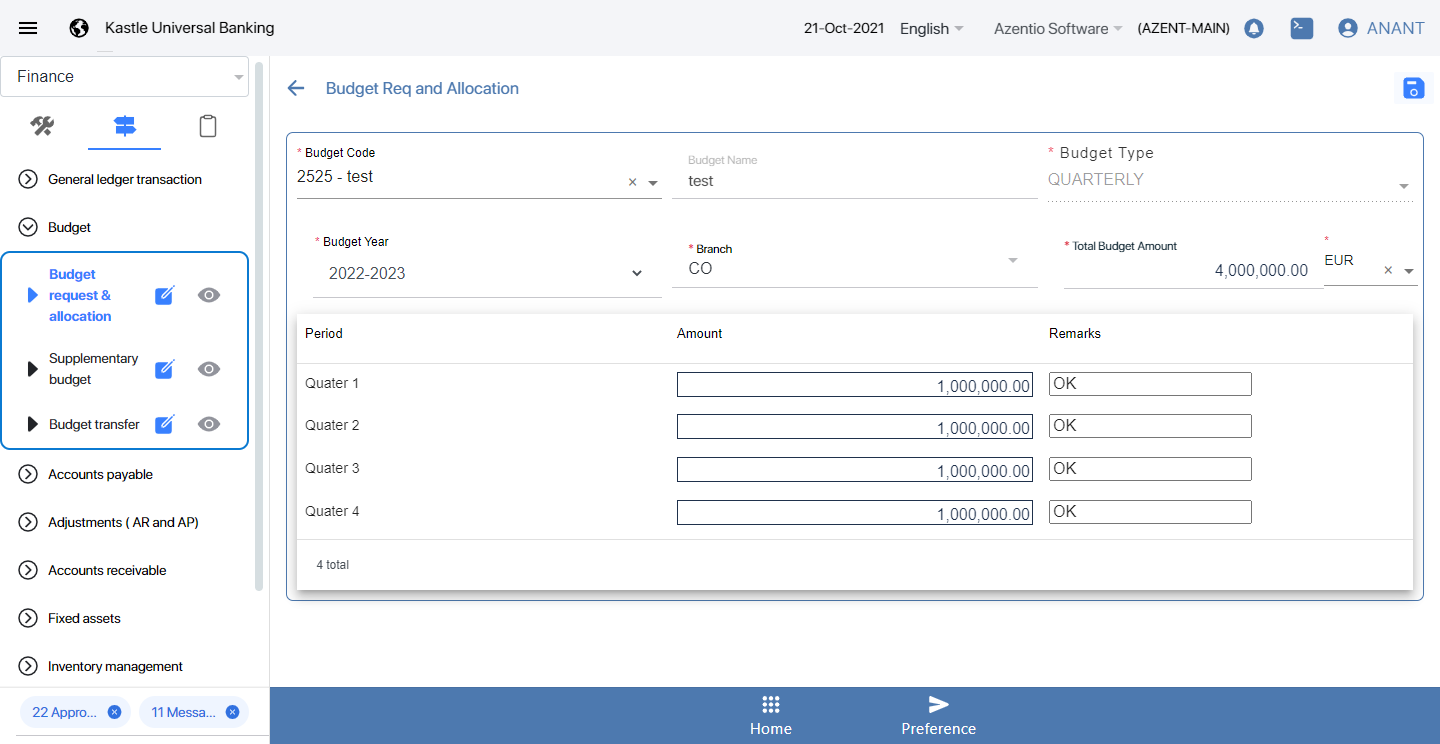 Kastle Universal Banking
21-Oct-2021 English Azentio Software (AZENT-MAIN) ANANT
Finance
General ledger transaction
Budget
Budget
request &
allocation
Supplementary
budget
Budget transfer
Accounts payable
Adjustments ( AR and AP)
Accounts receivable
Fixed assets
Inventory management
22 Appro...
11 Messa...
Budget Req and Allocation
* Budget Code
2525 - test
Budget Name
test
* Budget Type
QUARTERLY
* Budget Year
2022-2023
* Branch
CO
* Total Budget Amount
4,000,000.00
*
EUR
Period Amount Remarks
Quater 1 1,000,000.00 OK
Quater 2 1,000,000.00 OK
Quater 3 1,000,000.00 OK
Quater 4 1,000,000.00 OK
4 total
Home
Preference